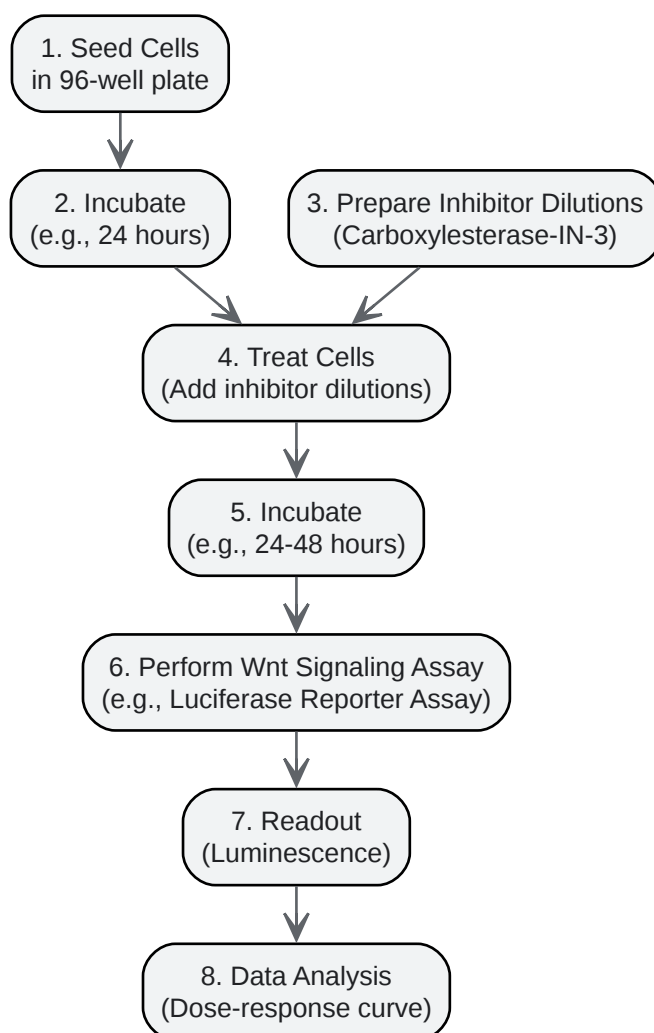 1. Seed Cells
in 96-well plate
2. Incubate
(e.g., 24 hours)
3. Prepare Inhibitor Dilutions
(Carboxylesterase-IN-3)
4. Treat Cells
(Add inhibitor dilutions)
5. Incubate
(e.g., 24-48 hours)
6. Perform Wnt Signaling Assay
(e.g., Luciferase Reporter Assay)
7. Readout
(Luminescence)
8. Data Analysis
(Dose-response curve)